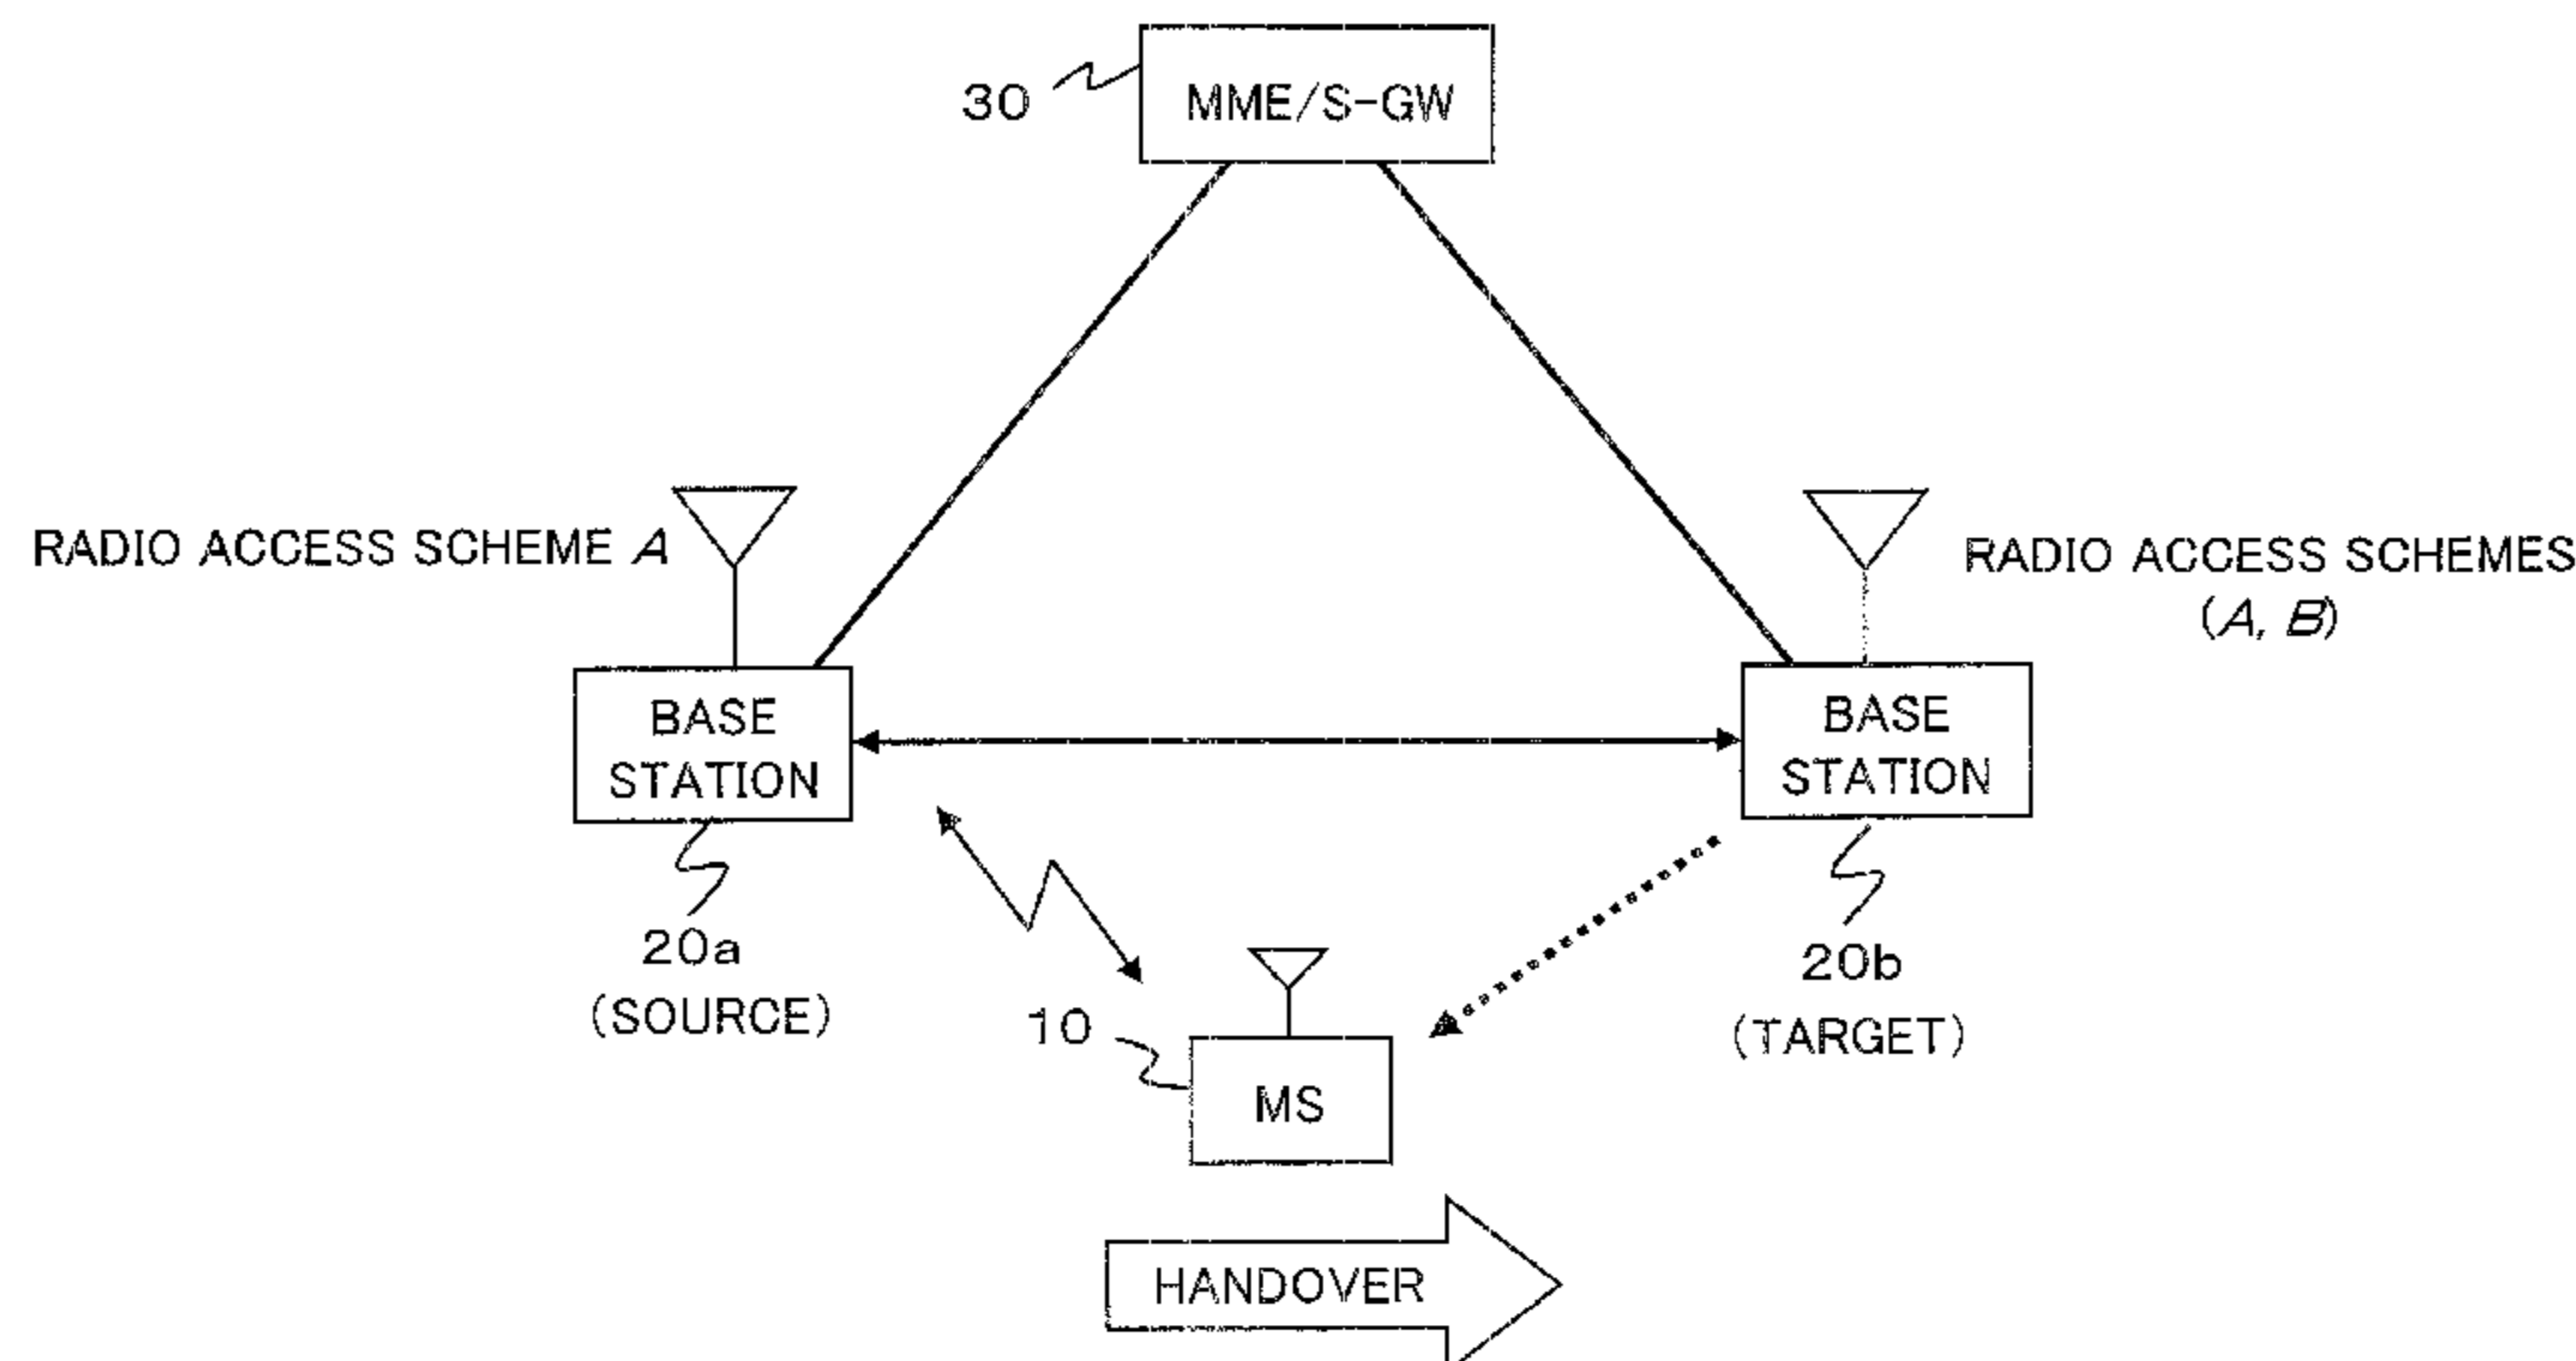 30
MME/S-GW
RADIO ACCESS SCHEME A
RADIO ACCESS SCHEMES
(A, B)
BASE
STATION
BASE
STATION
20a
(SOURCE)
20b
(TARGET)
10
MS
HANDOVER